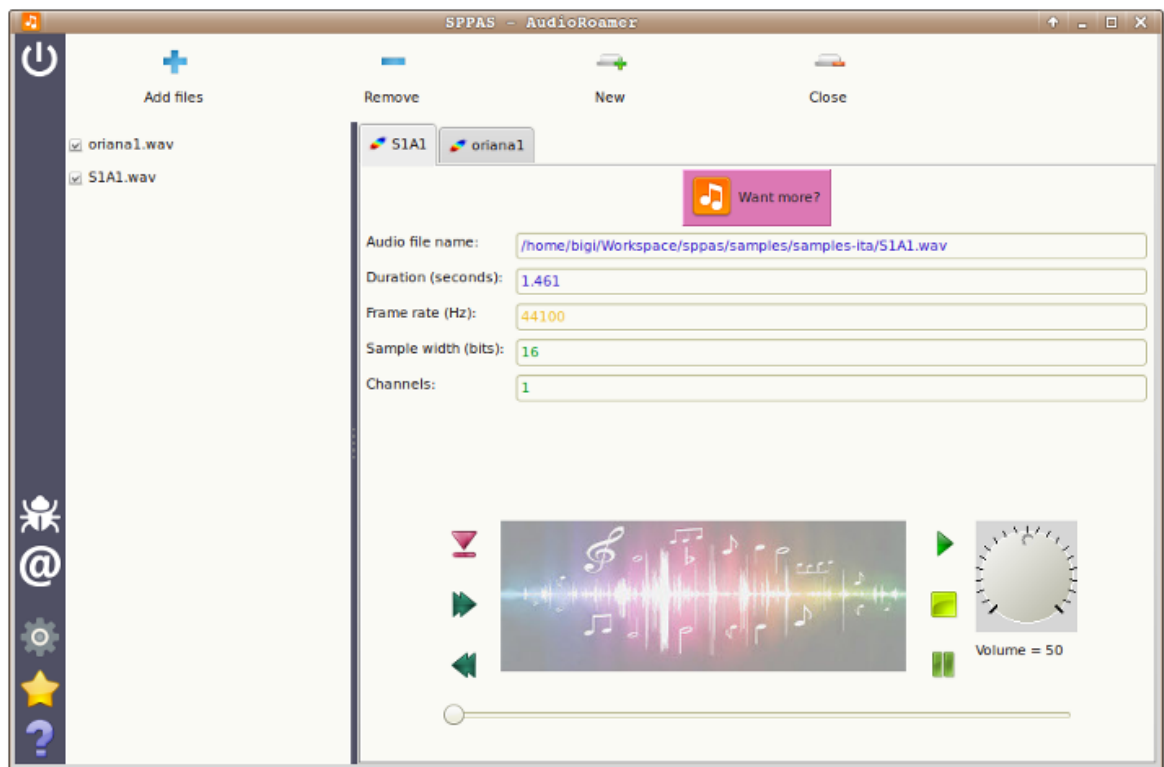 SPPAS - AudioRoamer
Add files
Remove
New
Close
oriana1.wav
S1A1.wav
S1A1
oriana1
Want more?
Audio file name: /home/bigi/Workspace/sppas/samples/samples-ita/S1A1.wav
Duration (seconds): 1.461
Frame rate (Hz): 44100
Sample width (bits): 16
Channels: 1
Volume = 50